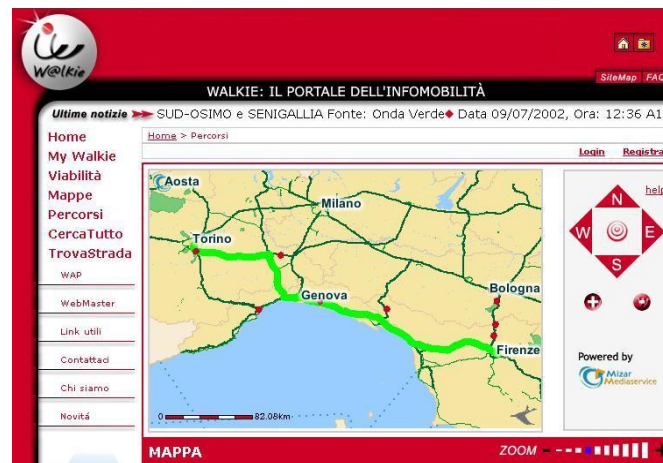 W@lkie
SiteMap FAQ
WALKIE: IL PORTALE DELL'INFOMOBILITÀ
Ultime notizie SUD-OSIMO e SENIGALLIA Fonte: Onda Verde Data 09/07/2002, Ora: 12:36 A1
Home
My Walkie
Viabilità
Mappe
Percorsi
CercaTutto
TrovaStrada
WAP
WebMaster
Link utili
Contattaci
Chi siamo
Novitá
Home > Percorsi
Login Registra
Aosta
Milano
Torino
Genova
Bologna
Firenze
0 82.08km
help
N
W E
S
Powered by
Mizar
Mediaservice
MAPPA ZOOM - +